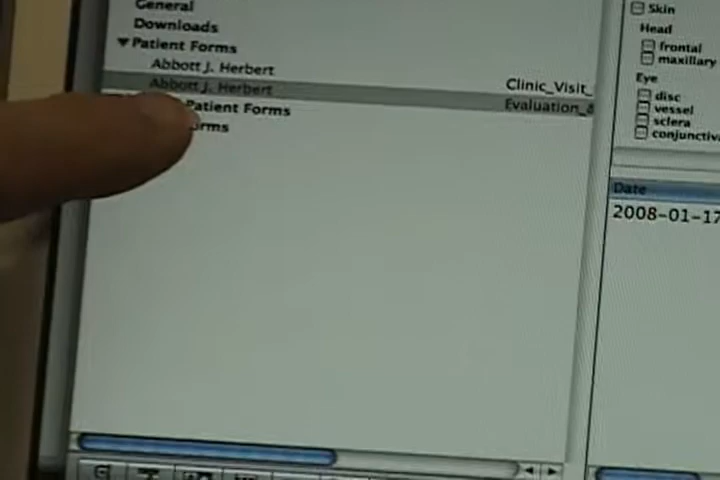 General
Downloads
Patient Forms
Abbott J. Herbert
Clinic_Visit_
Abbott J. Herbert
Evaluation_
Patient Forms
orms
Skin
Head
frontal
maxillary
Eye
disc
vessel
sclera
conjunctiva
Date
2008-01-17